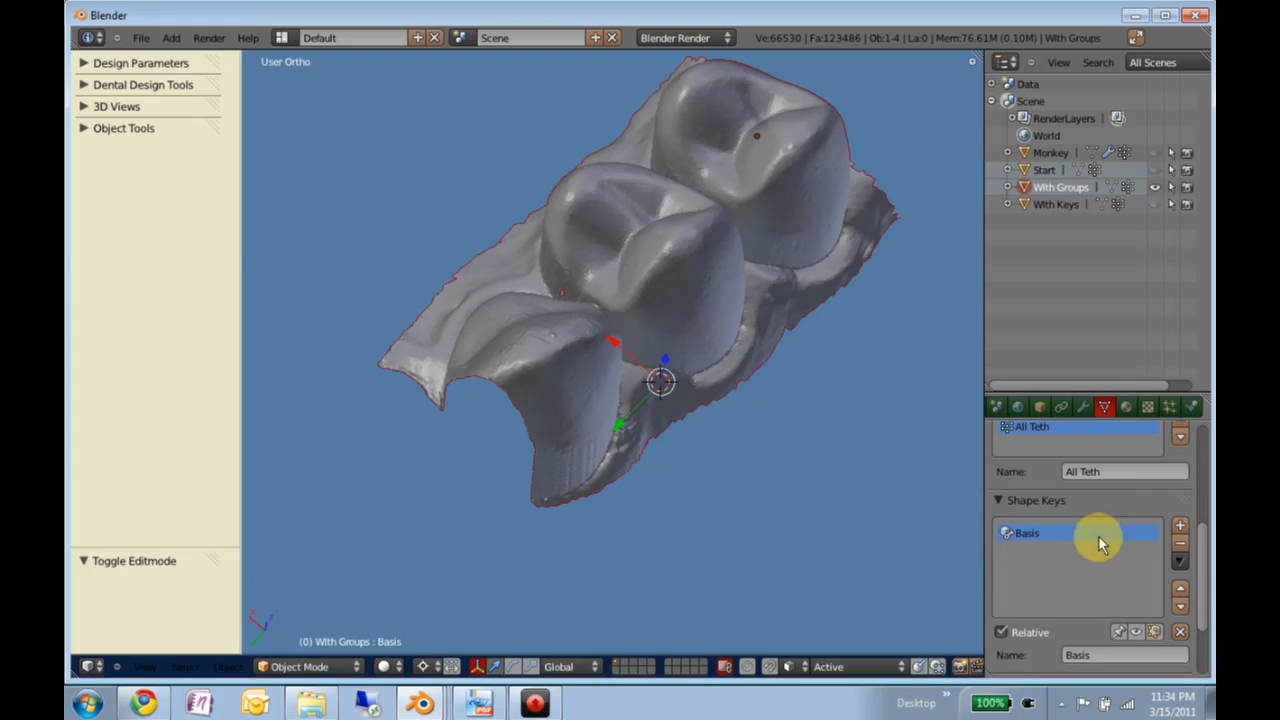 Blender
File Add Render Help Default Scene Blender Render Ve:66530 | Fa:123486 | Ob:1-4 | La:0 | Mem:76.61M (0.10M) | WIth Groups
Design Parameters
Dental Design Tools
3D Views
Object Tools
User Ortho
View Search All Scenes
Data
Scene
RenderLayers |
World
Monkey |
Start |
WIth Groups |
WIth Keys |
All Teth
Name: All Teth
Shape Keys
Basis
Relative
Name: Basis
Toggle Editmode
x z
(0) WIth Groups : Basis
View Select Object Object Mode Global Active
Desktop » 100% 11:34 PM
3/15/2011
PDF